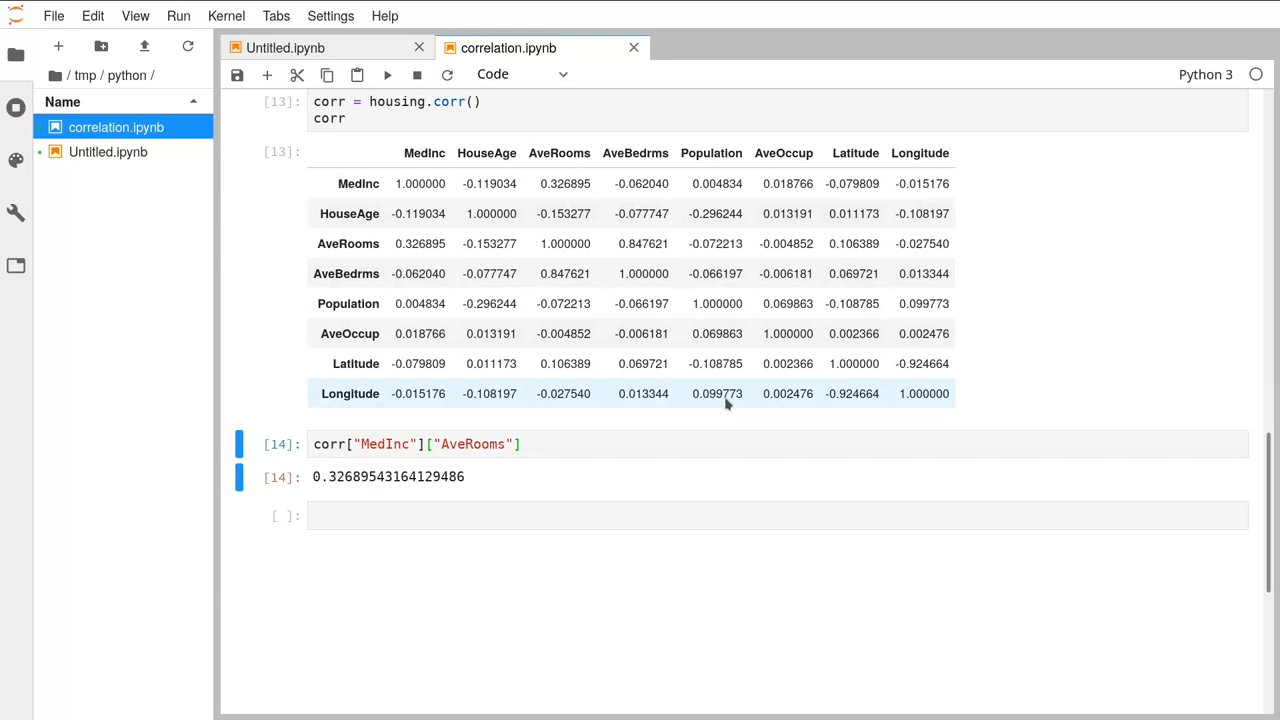 File Edit View Run Kernel Tabs Settings Help
/ tmp / python /
Name
correlation.ipynb
Untitled.ipynb
Untitled.ipynb
correlation.ipynb
Code
Python 3
[13]: corr = housing.corr()
corr
[13]: MedInc HouseAge AveRooms AveBedrms Population AveOccup Latitude Longitude
MedInc 1.000000 -0.119034 0.326895 -0.062040 0.004834 0.018766 -0.079809 -0.015176
HouseAge -0.119034 1.000000 -0.153277 -0.077747 -0.296244 0.013191 0.011173 -0.108197
AveRooms 0.326895 -0.153277 1.000000 0.847621 -0.072213 -0.004852 0.106389 -0.027540
AveBedrms -0.062040 -0.077747 0.847621 1.000000 -0.066197 -0.006181 0.069721 0.013344
Population 0.004834 -0.296244 -0.072213 -0.066197 1.000000 0.069863 -0.108785 0.099773
AveOccup 0.018766 0.013191 -0.004852 -0.006181 0.069863 1.000000 0.002366 0.002476
Latitude -0.079809 0.011173 0.106389 0.069721 -0.108785 0.002366 1.000000 -0.924664
Longitude -0.015176 -0.108197 -0.027540 0.013344 0.099773 0.002476 -0.924664 1.000000
[14]: corr["MedInc"]["AveRooms"]
[14]: 0.32689543164129486
[ ]: